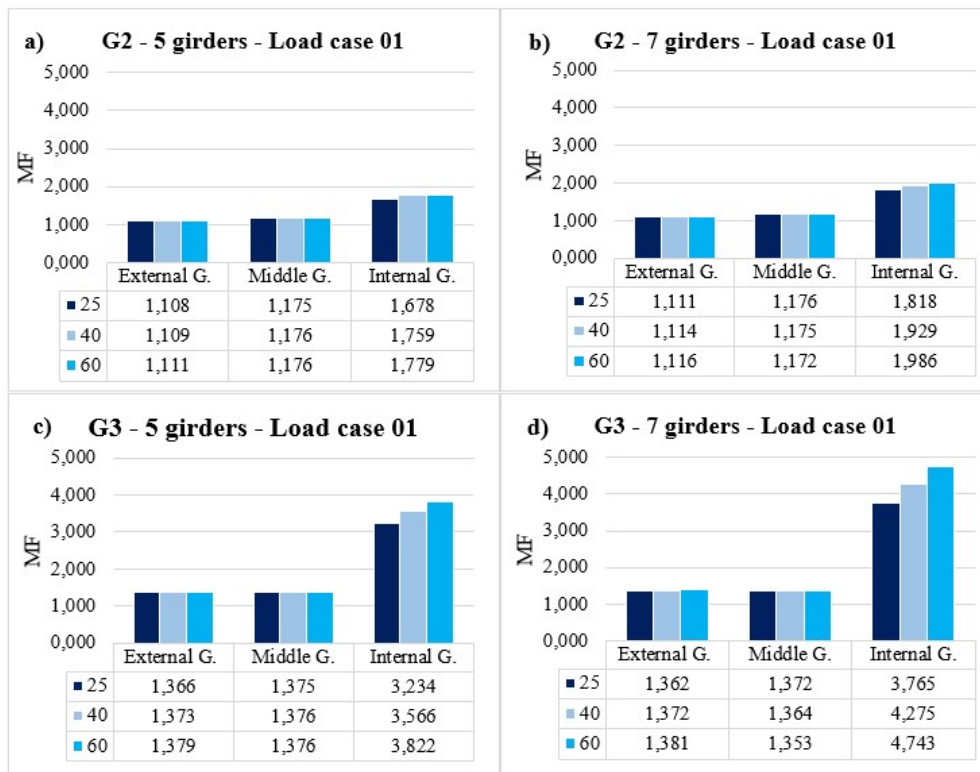 a) G2 - 5 girders - Load case 01
5,000
4,000
3,000
2,000
1,000
0,000
MF
External G. Middle G. Internal G.
25 1,108 1,175 1,678
40 1,109 1,176 1,759
60 1,111 1,176 1,779
b) G2 - 7 girders - Load case 01
5,000
4,000
3,000
2,000
1,000
0,000
MF
External G. Middle G. Internal G.
25 1,111 1,176 1,818
40 1,114 1,175 1,929
60 1,116 1,172 1,986
c) G3 - 5 girders - Load case 01
5,000
4,000
3,000
2,000
1,000
0,000
MF
External G. Middle G. Internal G.
25 1,366 1,375 3,234
40 1,373 1,376 3,566
60 1,379 1,376 3,822
d) G3 - 7 girders - Load case 01
5,000
4,000
3,000
2,000
1,000
0,000
MF
External G. Middle G. Internal G.
25 1,362 1,372 3,765
40 1,372 1,364 4,275
60 1,381 1,353 4,743